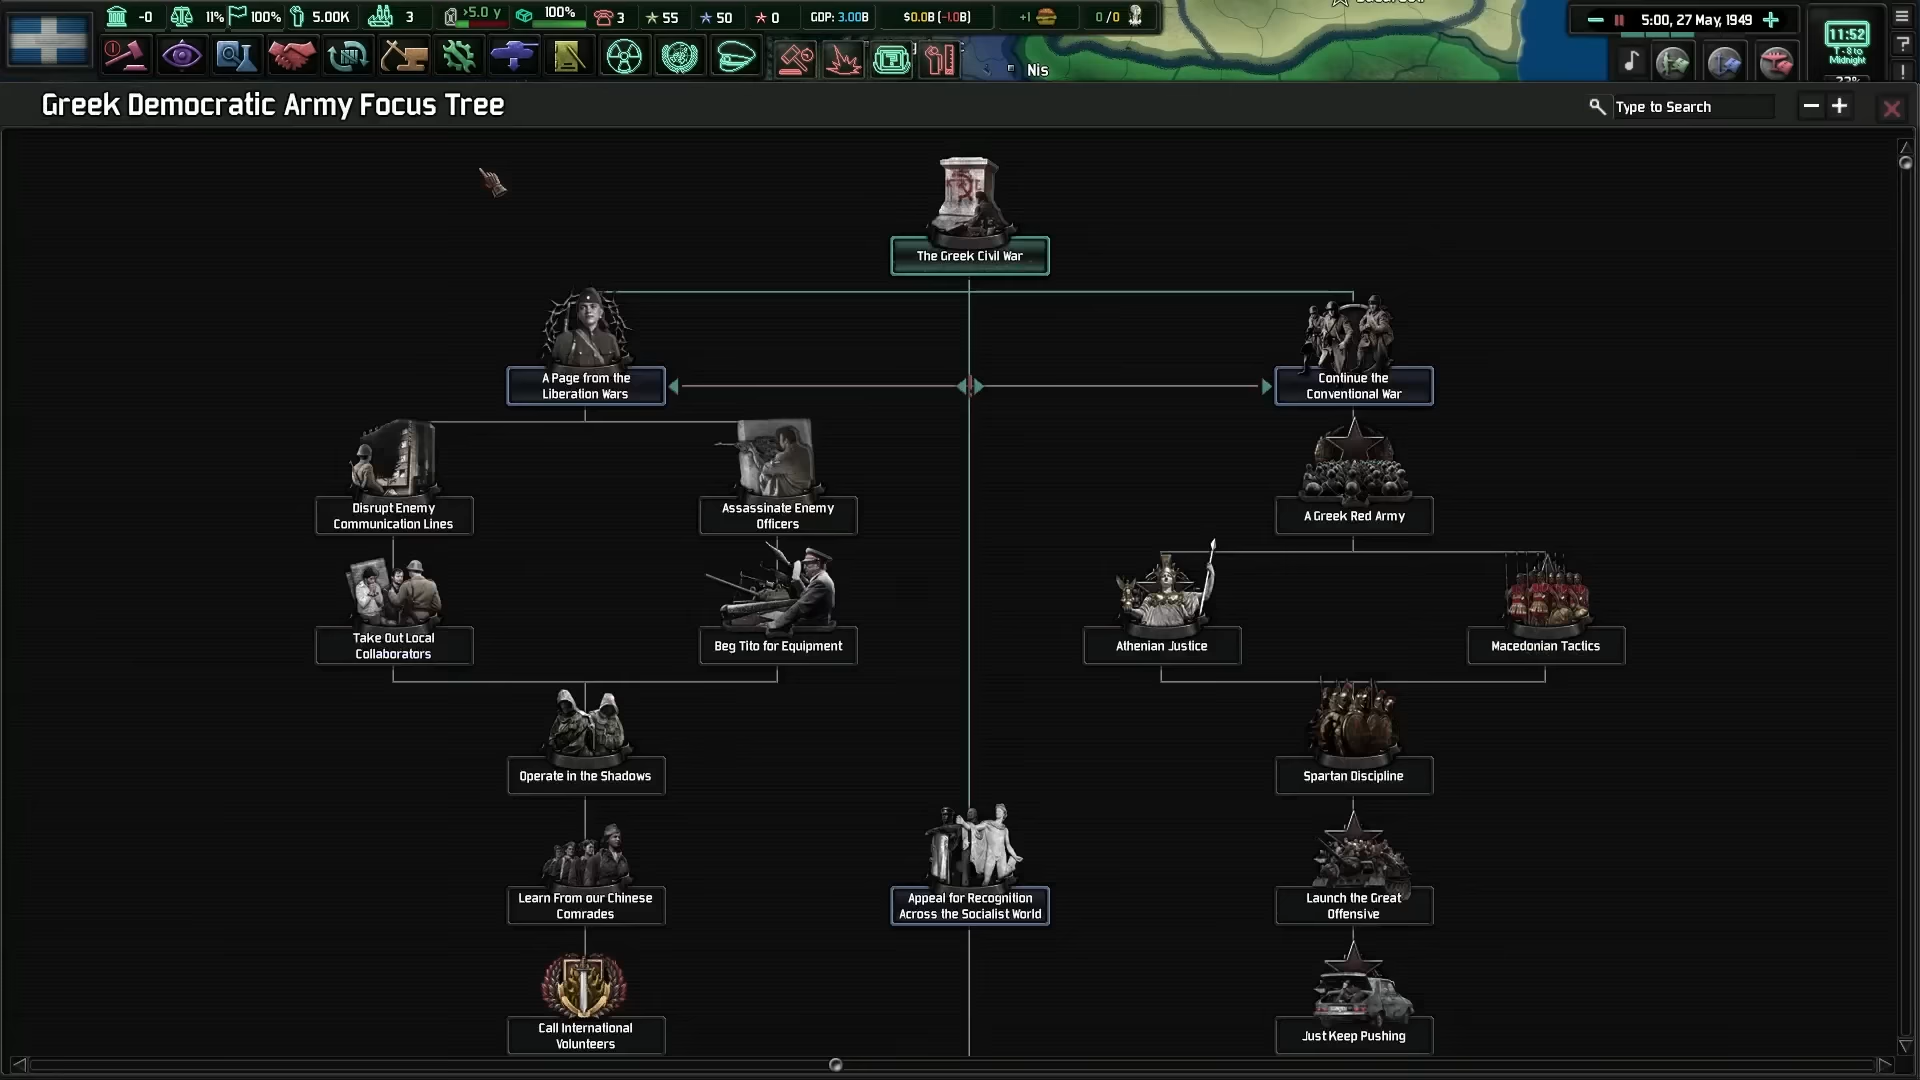 -0
11%
100%
5.00K
3
>5.0 y
100%
3
55
50
0
GDP: 3.00B
$0.0B (-1.0B)
+1
0 / 0
5:00, 27 May, 1949
11:52
T-8 to
Midnight
Nis
Greek Democratic Army Focus Tree
Type to Search
The Greek Civil War
A Page from the
Liberation Wars
Continue the
Conventional War
Disrupt Enemy
Communication Lines
Assassinate Enemy
Officers
A Greek Red Army
Take Out Local
Collaborators
Beg Tito for Equipment
Athenian Justice
Macedonian Tactics
Operate in the Shadows
Spartan Discipline
Learn From our Chinese
Comrades
Appeal for Recognition
Across the Socialist World
Launch the Great
Offensive
Call International
Volunteers
Just Keep Pushing